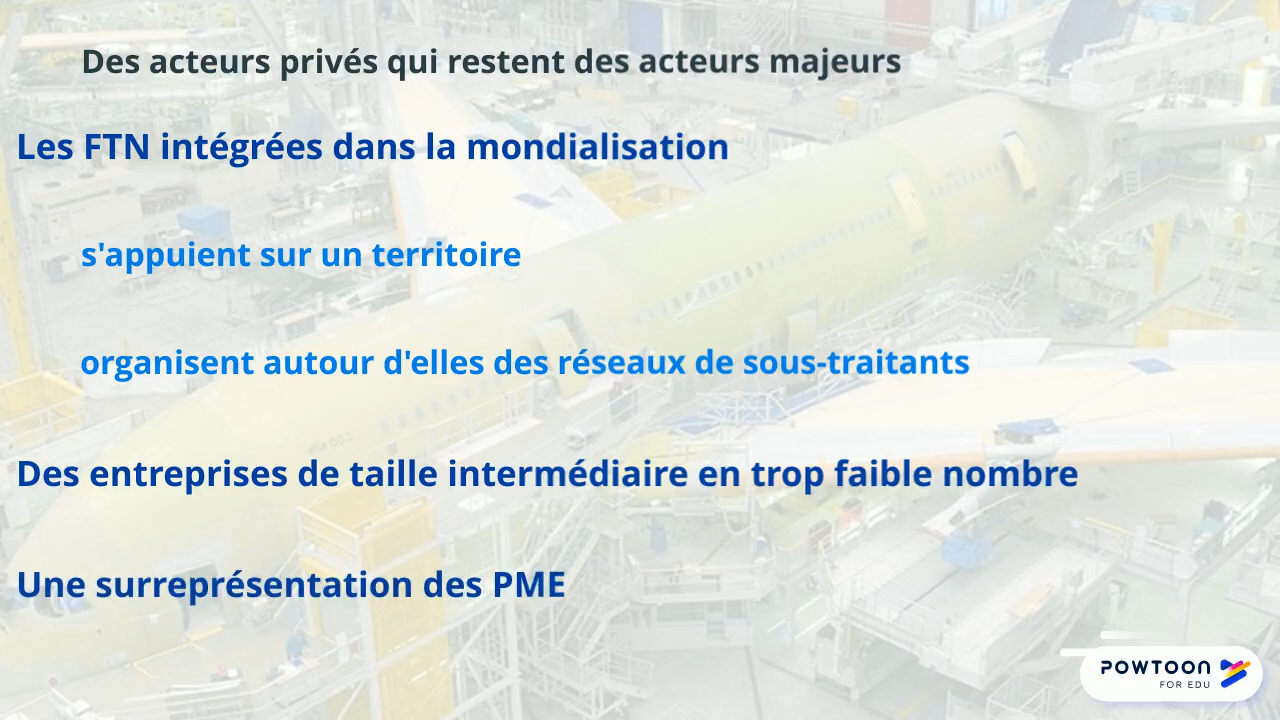 Des acteurs privés qui restent des acteurs majeurs
Les FTN intégrées dans la mondialisation
s'appuient sur un territoire
organisent autour d'elles des réseaux de sous-traitants
Des entreprises de taille intermédiaire en trop faible nombre
Une surreprésentation des PME
POWTOON
FOR EDU